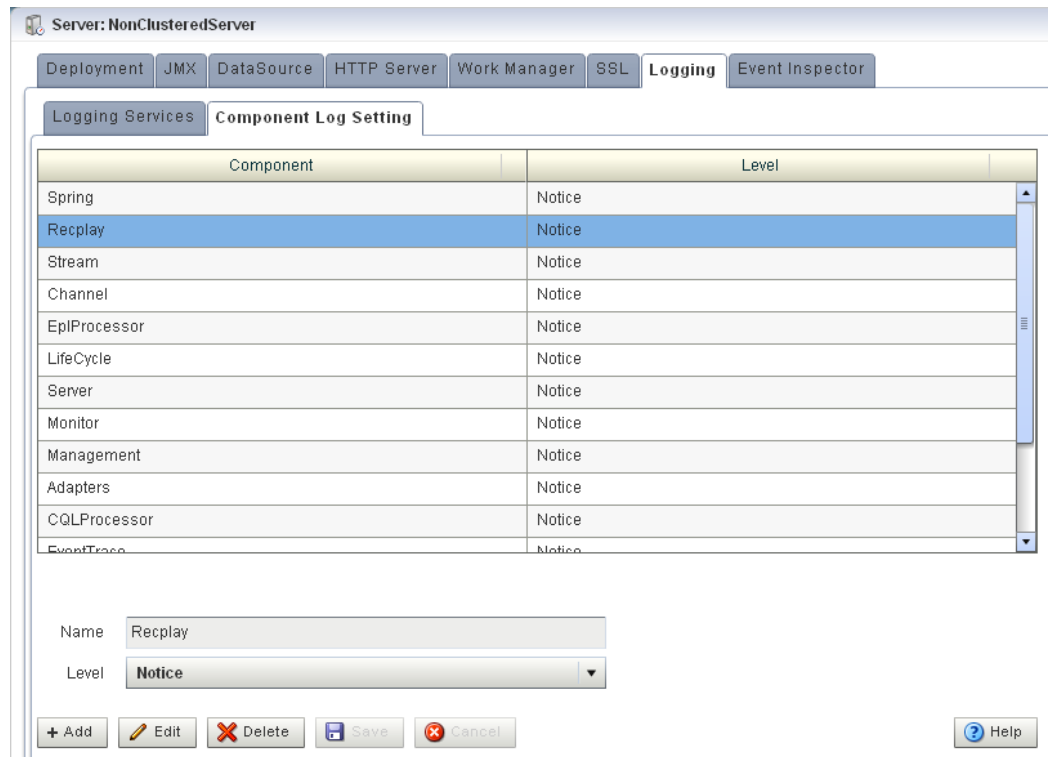 Server: NonClusteredServer
Deployment JMX DataSource HTTP Server Work Manager SSL Logging Event Inspector
Logging Services Component Log Setting
Component Level
Spring Notice
Recplay Notice
Stream Notice
Channel Notice
EplProcessor Notice
LifeCycle Notice
Server Notice
Monitor Notice
Management Notice
Adapters Notice
CQLProcessor Notice
EventTrace Notice
Name Recplay
Level Notice
+ Add Edit Delete Save Cancel Help